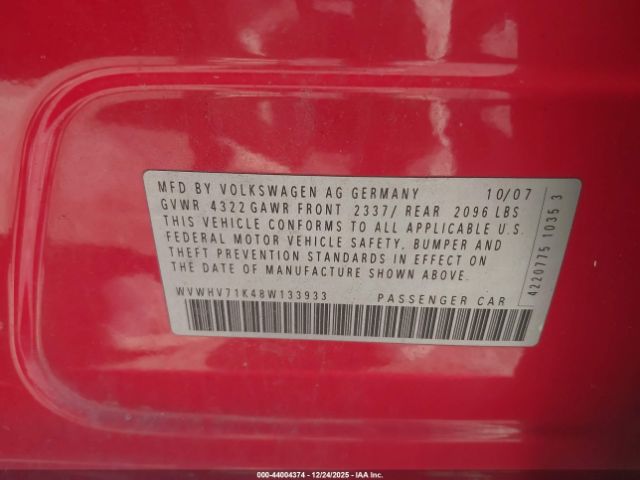 MFD BY VOLKSWAGEN AG GERMANY 10/07
GVWR 4322 GAWR FRONT 2337/ REAR 2096 LBS
THIS VEHICLE CONFORMS TO ALL APPLICABLE U.S.
FEDERAL MOTOR VEHICLE SAFETY, BUMPER AND
THEFT PREVENTION STANDARDS IN EFFECT ON
THE DATE OF MANUFACTURE SHOWN ABOVE.
WVWHV71K48W133933 PASSENGER CAR
4220775 1035 3
000-44004374 - 12/24/2025 - IAA Inc.